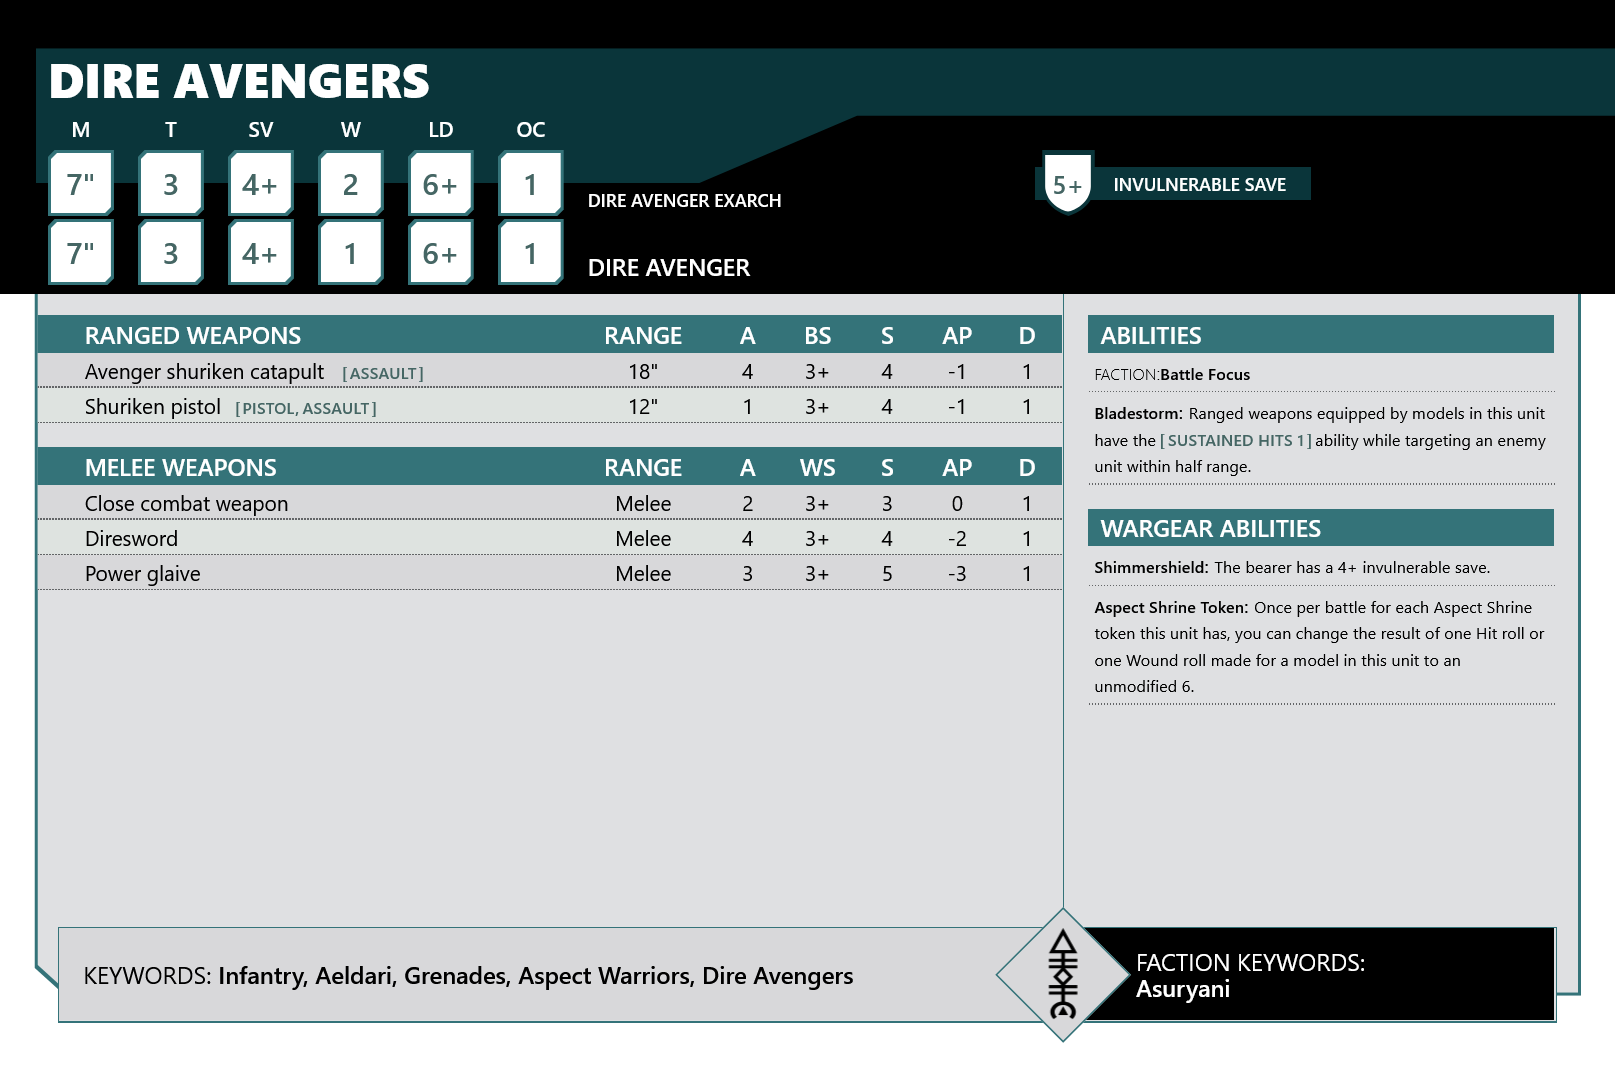 DIRE AVENGERS
M T SV W LD OC
7" 3 4+ 2 6+ 1 DIRE AVENGER EXARCH
5+ INVULNERABLE SAVE
7" 3 4+ 1 6+ 1 DIRE AVENGER
RANGED WEAPONS RANGE A BS S AP D
Avenger shuriken catapult [ASSAULT] 18" 4 3+ 4 -1 1
Shuriken pistol [PISTOL, ASSAULT] 12" 1 3+ 4 -1 1
MELEE WEAPONS RANGE A WS S AP D
Close combat weapon Melee 2 3+ 3 0 1
Diresword Melee 4 3+ 4 -2 1
Power glaive Melee 3 3+ 5 -3 1
ABILITIES
FACTION:Battle Focus
Bladestorm: Ranged weapons equipped by models in this unit
have the [SUSTAINED HITS 1] ability while targeting an enemy
unit within half range.
WARGEAR ABILITIES
Shimmershield: The bearer has a 4+ invulnerable save.
Aspect Shrine Token: Once per battle for each Aspect Shrine
token this unit has, you can change the result of one Hit roll or
one Wound roll made for a model in this unit to an
unmodified 6.
KEYWORDS: Infantry, Aeldari, Grenades, Aspect Warriors, Dire Avengers
FACTION KEYWORDS:
Asuryani